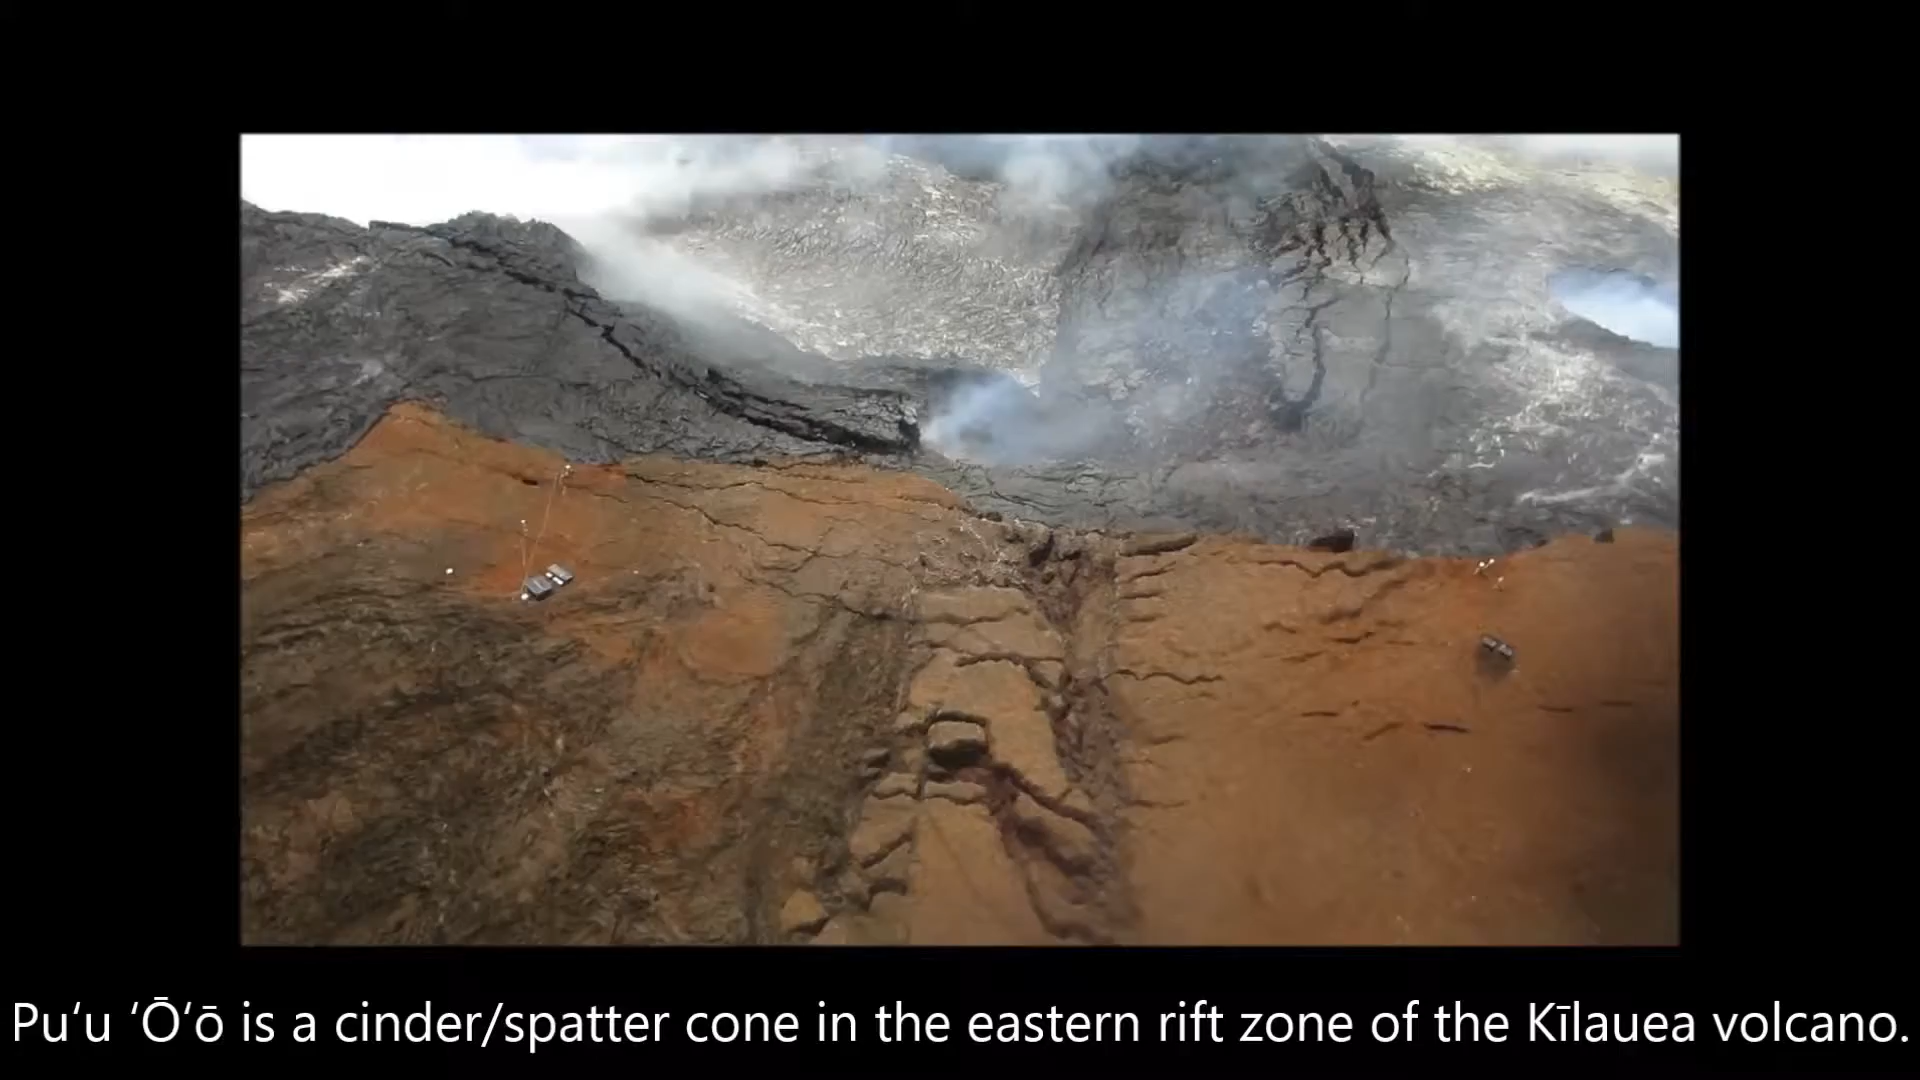 Puʻu ʻŌʻō is a cinder/spatter cone in the eastern rift zone of the Kīlauea volcano.